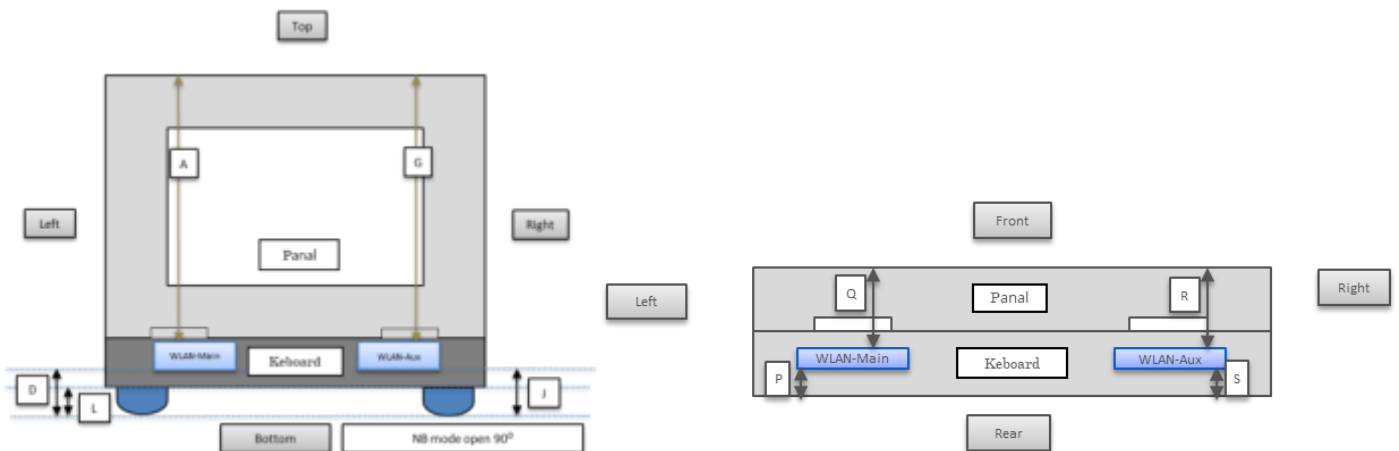 Top
A
G
Left
Right
Panal
WLAN-Main
Keboard
WLAN-Aux
D
L
J
Bottom
NB mode open 90⁰
Front
Q
Panal
R
Left
Right
WLAN-Main
Keboard
WLAN-Aux
P
S
Rear